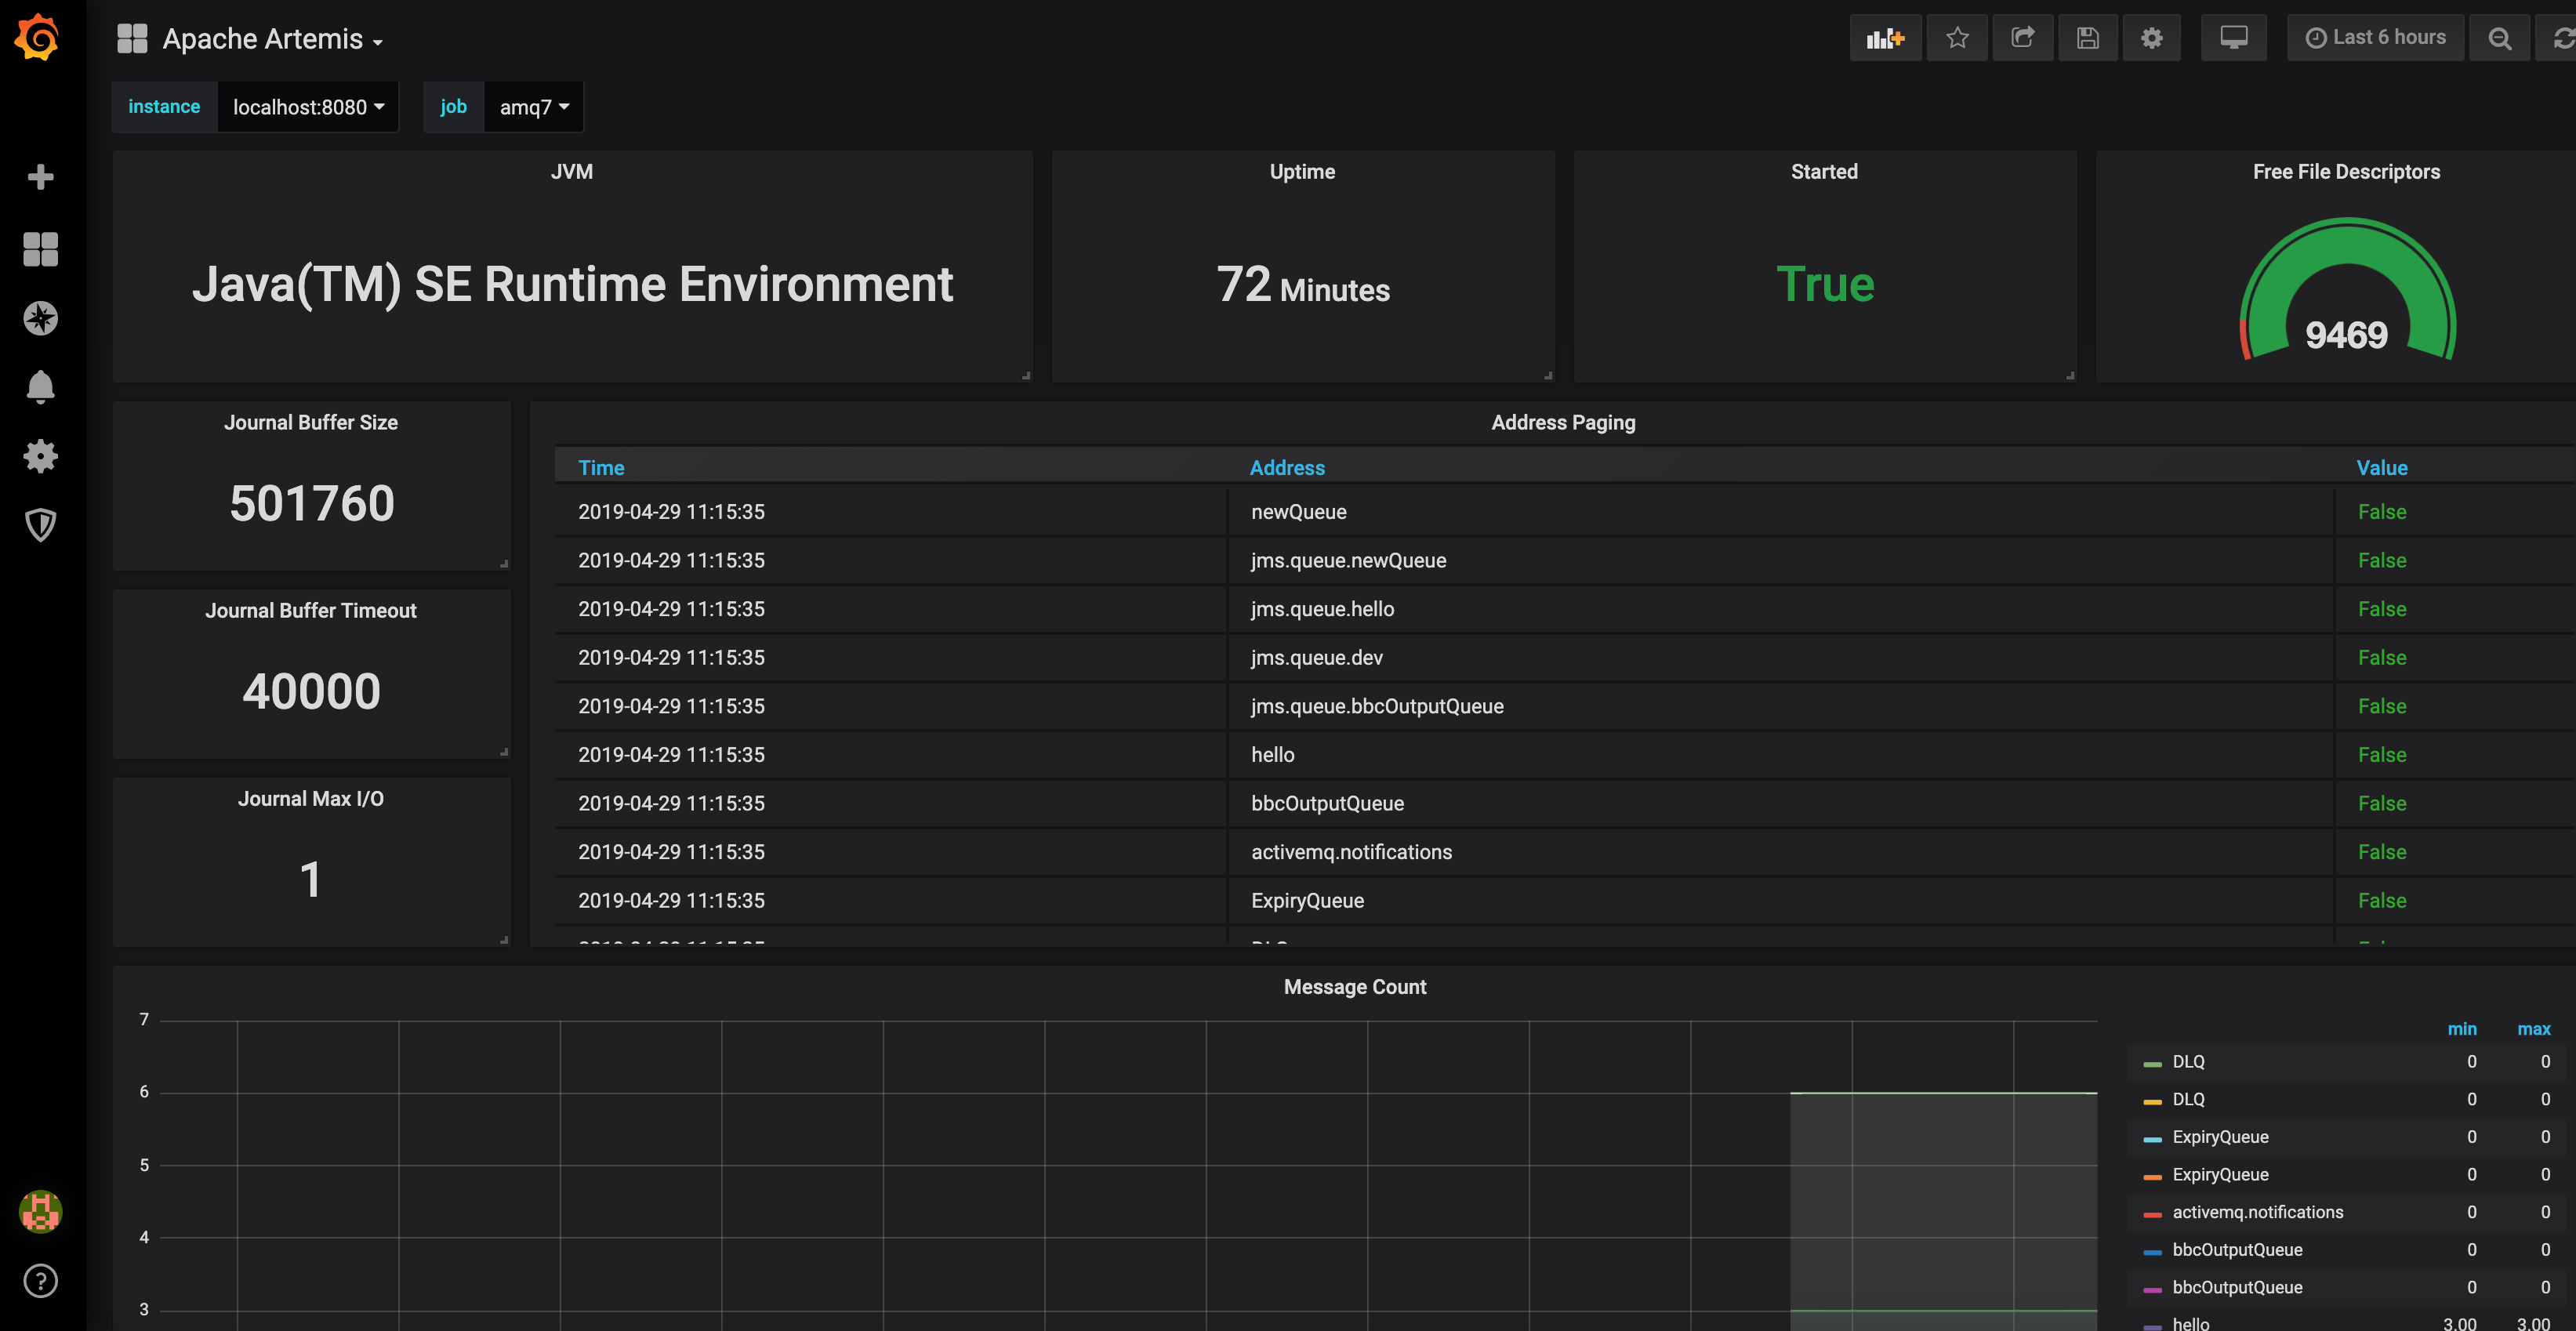 Apache Artemis
Last 6 hours
instance localhost:8080 job amq7
JVM
Java(TM) SE Runtime Environment
Uptime
72 Minutes
Started
True
Free File Descriptors
9469
Journal Buffer Size
501760
Journal Buffer Timeout
40000
Journal Max I/O
1
Address Paging
Time Address Value
2019-04-29 11:15:35 newQueue False
2019-04-29 11:15:35 jms.queue.newQueue False
2019-04-29 11:15:35 jms.queue.hello False
2019-04-29 11:15:35 jms.queue.dev False
2019-04-29 11:15:35 jms.queue.bbcOutputQueue False
2019-04-29 11:15:35 hello False
2019-04-29 11:15:35 bbcOutputQueue False
2019-04-29 11:15:35 activemq.notifications False
2019-04-29 11:15:35 ExpiryQueue False
Message Count
7
6
5
4
3
min max
DLQ 0 0
DLQ 0 0
ExpiryQueue 0 0
ExpiryQueue 0 0
activemq.notifications 0 0
bbcOutputQueue 0 0
bbcOutputQueue 0 0
hello 3.00 3.00